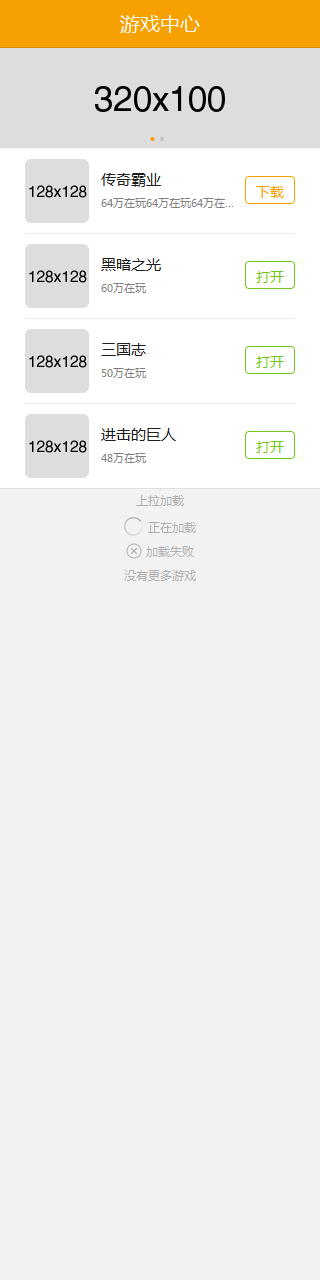 游戏中心
320x100
128x128
传奇霸业
64万在玩64万在玩64万在...
下载
128x128
黑暗之光
60万在玩
打开
128x128
三国志
50万在玩
打开
128x128
进击的巨人
48万在玩
打开
上拉加载
正在加载
加载失败
没有更多游戏